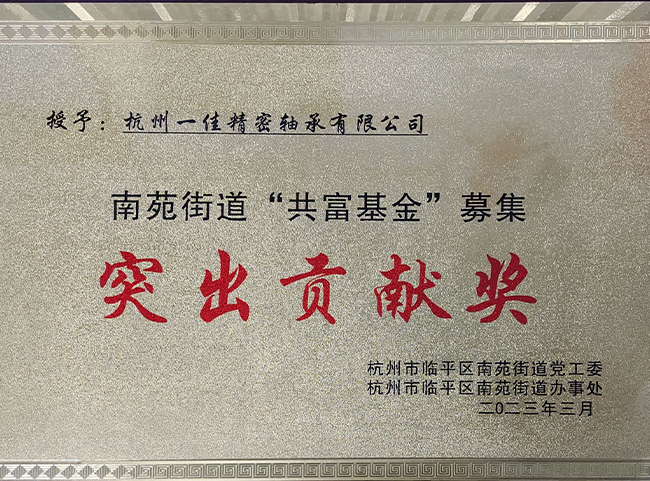 授予：杭州一佳精密轴承有限公司
南苑街道“共富基金”募集
突出贡献奖
杭州市临平区南苑街道党工委
杭州市临平区南苑街道办事处
二0二三年三月